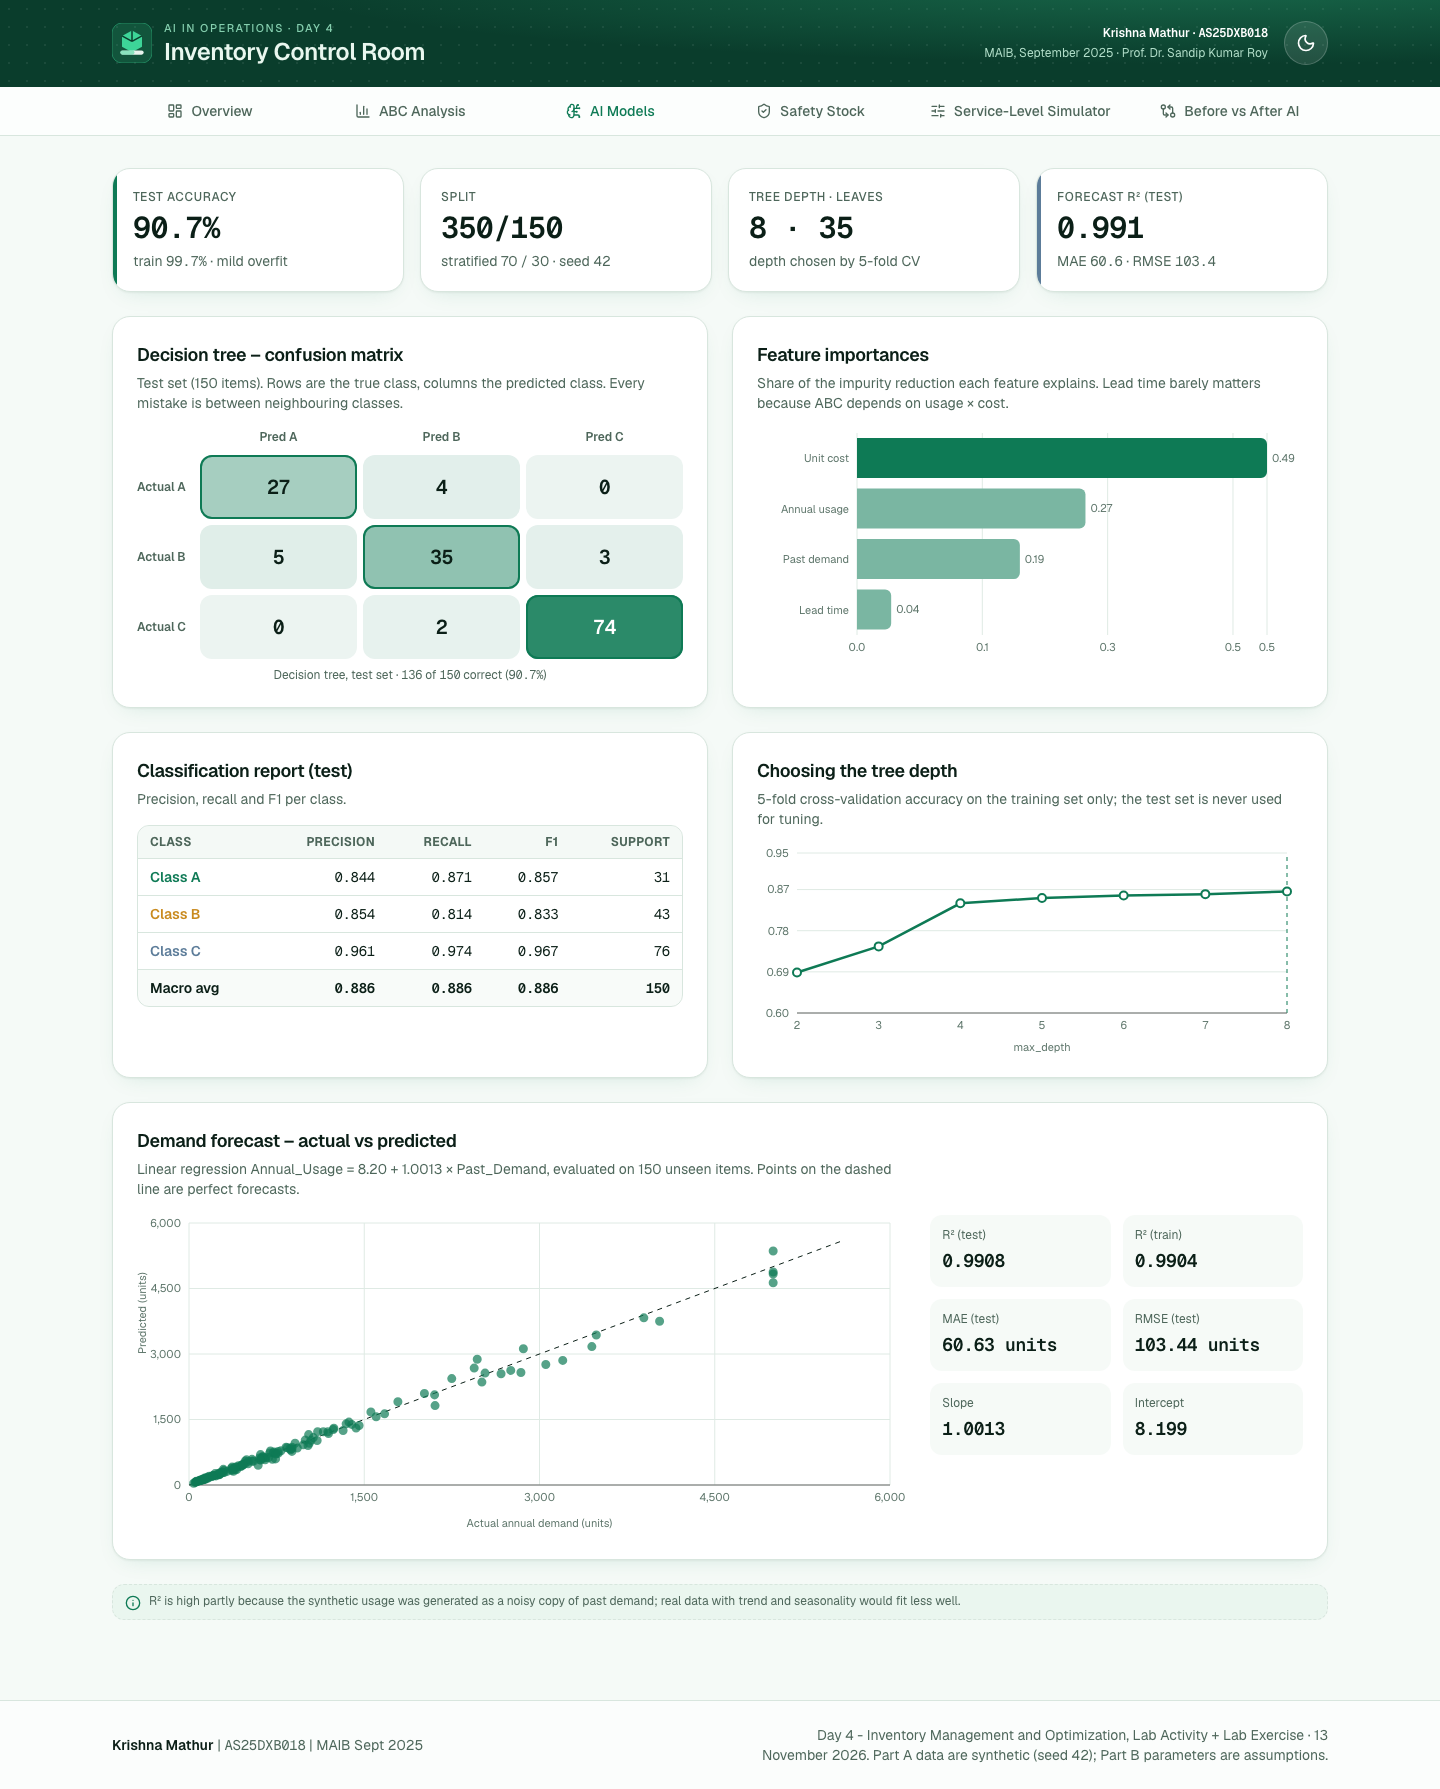 AI IN OPERATIONS · DAY 4
Inventory Control Room
Krishna Mathur · AS25DXB018
MAIB, September 2025 · Prof. Dr. Sandip Kumar Roy
Overview
ABC Analysis
AI Models
Safety Stock
Service-Level Simulator
Before vs After AI
TEST ACCURACY
90.7%
train 99.7% · mild overfit
SPLIT
350/150
stratified 70 / 30 · seed 42
TREE DEPTH · LEAVES
8 · 35
depth chosen by 5-fold CV
FORECAST R² (TEST)
0.991
MAE 60.6 · RMSE 103.4
Decision tree – confusion matrix
Test set (150 items). Rows are the true class, columns the predicted class. Every
mistake is between neighbouring classes.
Pred A Pred B Pred C
Actual A 27 4 0
Actual B 5 35 3
Actual C 0 2 74
Decision tree, test set · 136 of 150 correct (90.7%)
Feature importances
Share of the impurity reduction each feature explains. Lead time barely matters
because ABC depends on usage × cost.
Unit cost 0.49
Annual usage 0.27
Past demand 0.19
Lead time 0.04
0.0 0.1 0.3 0.5 0.5
Classification report (test)
Precision, recall and F1 per class.
CLASS PRECISION RECALL F1 SUPPORT
Class A 0.844 0.871 0.857 31
Class B 0.854 0.814 0.833 43
Class C 0.961 0.974 0.967 76
Macro avg 0.886 0.886 0.886 150
Choosing the tree depth
5-fold cross-validation accuracy on the training set only; the test set is never used
for tuning.
0.95
0.87
0.78
0.69
0.60
2 3 4 5 6 7 8
max_depth
Demand forecast – actual vs predicted
Linear regression Annual_Usage = 8.20 + 1.0013 × Past_Demand, evaluated on 150 unseen items. Points on the dashed
line are perfect forecasts.
Predicted (units)
6,000
4,500
3,000
1,500
0
0 1,500 3,000 4,500 6,000
Actual annual demand (units)
R² (test)
0.9908
R² (train)
0.9904
MAE (test)
60.63 units
RMSE (test)
103.44 units
Slope
1.0013
Intercept
8.199
R² is high partly because the synthetic usage was generated as a noisy copy of past demand; real data with trend and seasonality would fit less well.
Krishna Mathur | AS25DXB018 | MAIB Sept 2025
Day 4 - Inventory Management and Optimization, Lab Activity + Lab Exercise · 13
November 2026. Part A data are synthetic (seed 42); Part B parameters are assumptions.